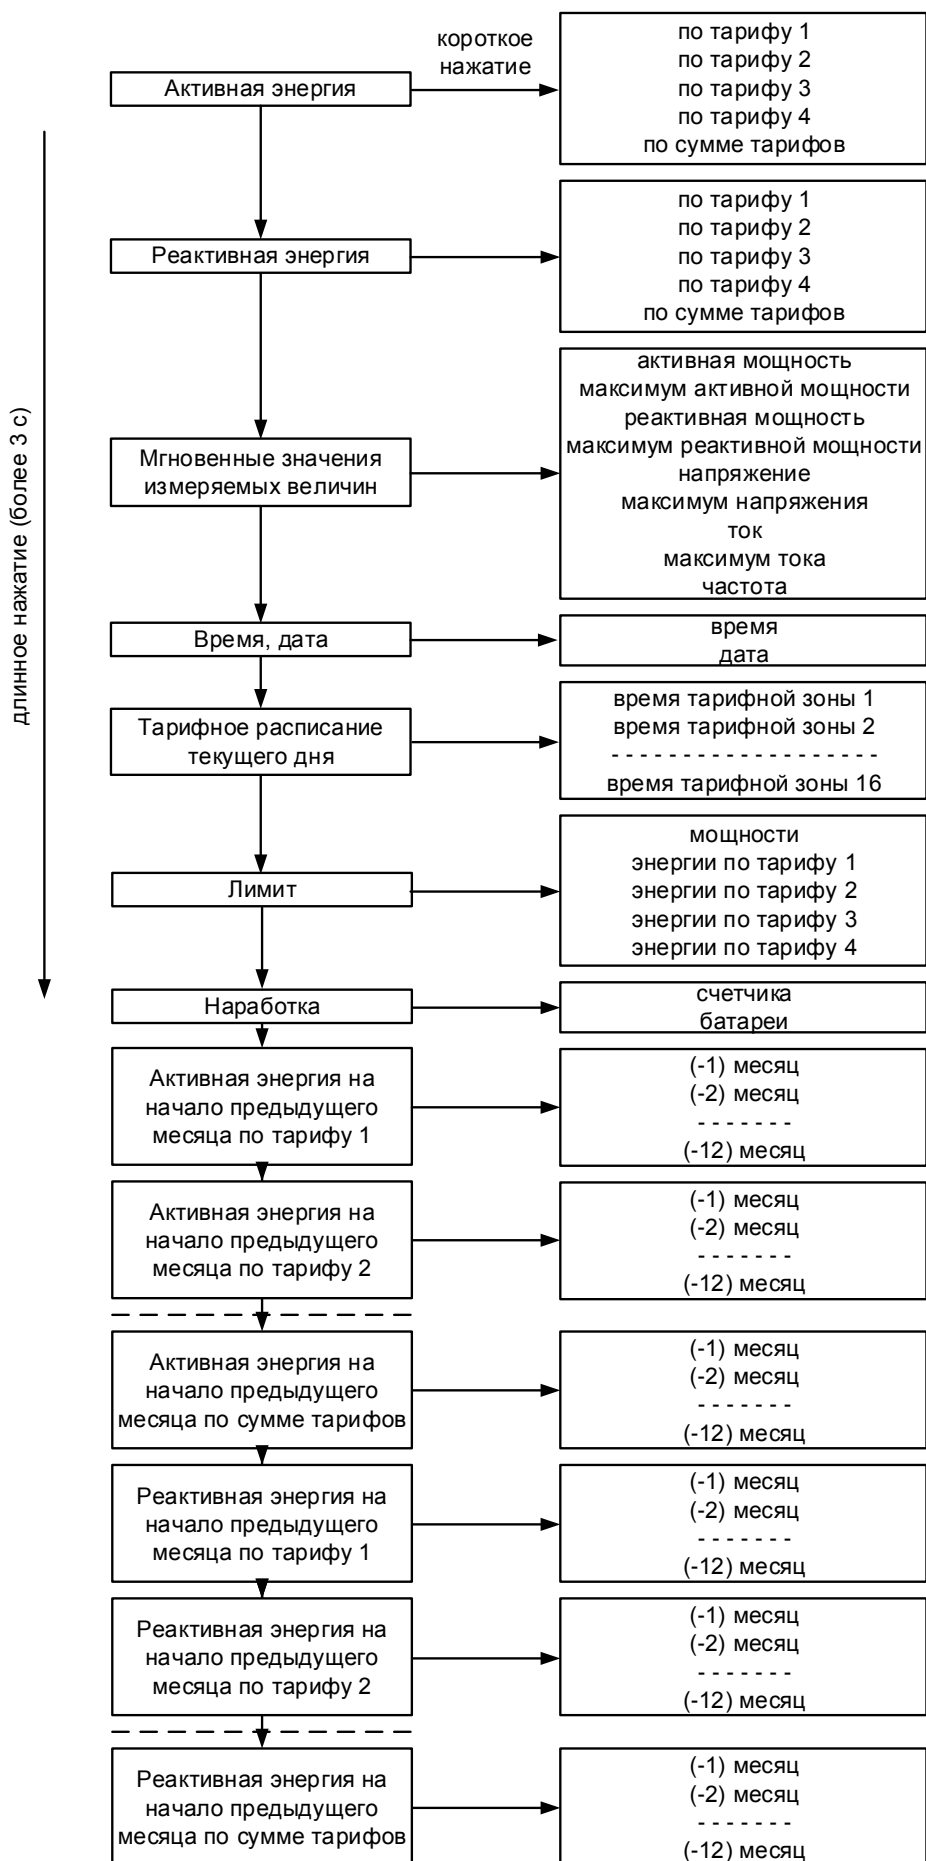 короткое
нажатие
Активная энергия
по тарифу 1
по тарифу 2
по тарифу 3
по тарифу 4
по сумме тарифов
длинное нажатие (более 3 с)
Реактивная энергия
по тарифу 1
по тарифу 2
по тарифу 3
по тарифу 4
по сумме тарифов
Мгновенные значения
измеряемых величин
активная мощность
максимум активной мощности
реактивная мощность
максимум реактивной мощности
напряжение
максимум напряжения
ток
максимум тока
частота
Время, дата
время
дата
Тарифное расписание
текущего дня
время тарифной зоны 1
время тарифной зоны 2
- - - - - - - - - - - - - - - - - - -
время тарифной зоны 16
Лимит
мощности
энергии по тарифу 1
энергии по тарифу 2
энергии по тарифу 3
энергии по тарифу 4
Наработка
счетчика
батареи
Активная энергия на
начало предыдущего
месяца по тарифу 1
(-1) месяц
(-2) месяц
- - - - - - -
(-12) месяц
Активная энергия на
начало предыдущего
месяца по тарифу 2
(-1) месяц
(-2) месяц
- - - - - - -
(-12) месяц
Активная энергия на
начало предыдущего
месяца по сумме тарифов
(-1) месяц
(-2) месяц
- - - - - - -
(-12) месяц
Реактивная энергия на
начало предыдущего
месяца по тарифу 1
(-1) месяц
(-2) месяц
- - - - - - -
(-12) месяц
Реактивная энергия на
начало предыдущего
месяца по тарифу 2
(-1) месяц
(-2) месяц
- - - - - - -
(-12) месяц
Реактивная энергия на
начало предыдущего
месяца по сумме тарифов
(-1) месяц
(-2) месяц
- - - - - - -
(-12) месяц